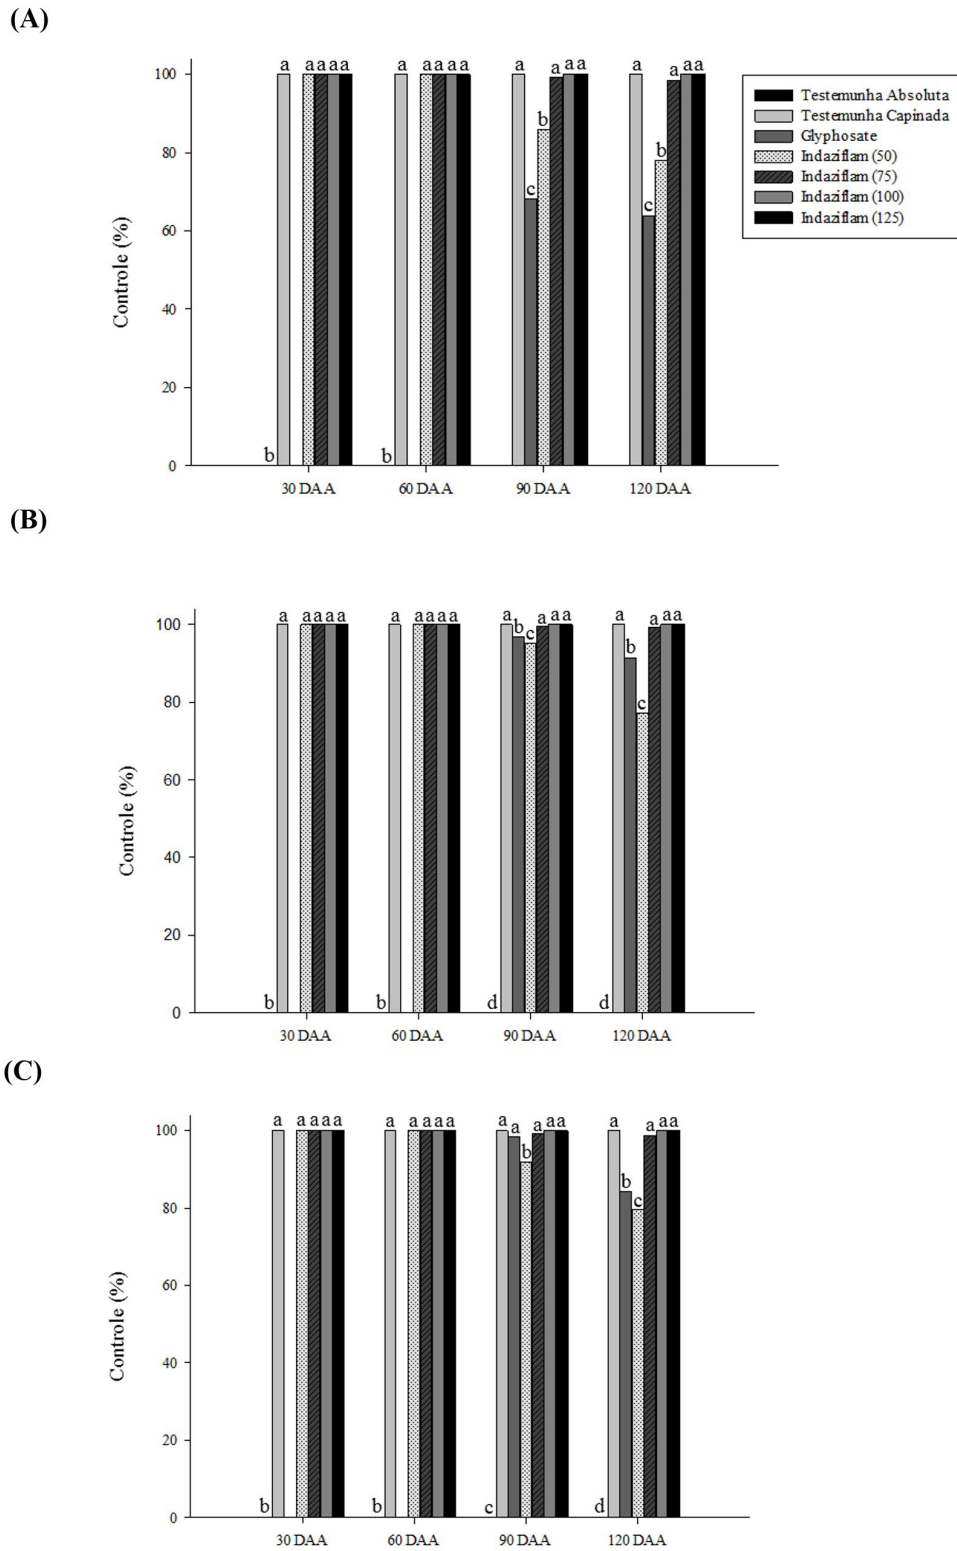 (A)
a a a a a a a a a a a a a a a a a a
100
b b
80
c c
60
40
20
b b
0
30 DAA 60 DAA 90 DAA 120 DAA
Controle (%)
Testemunha Absoluta
Testemunha Capinada
Glyphosate
Indaziflam (50)
Indaziflam (75)
Indaziflam (100)
Indaziflam (125)
(B)
a a a a a a a a a a a b c a a a a a a a
100
b
80
c
60
40
20
b b d d
0
30 DAA 60 DAA 90 DAA 120 DAA
Controle (%)
(C)
a a a a a a a a a a a a a a a a a a a
100
b
b
80
c
60
40
20
b b c d
0
30 DAA 60 DAA 90 DAA 120 DAA
Controle (%)